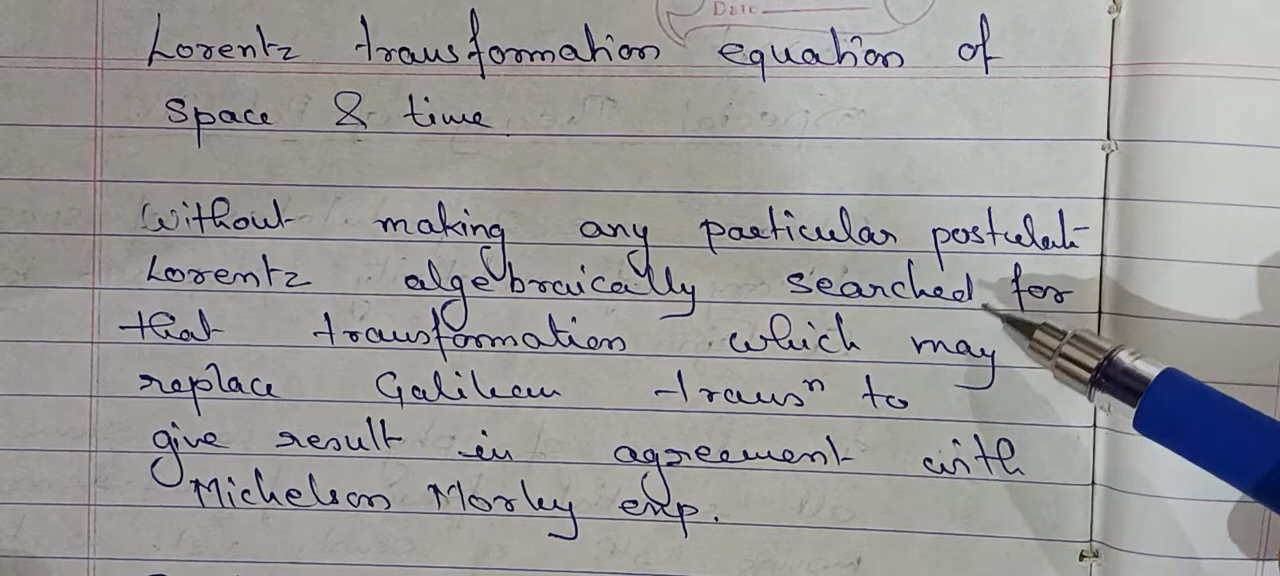 Date
Lorentz transformation equation of
space & time
Without making any particular postulate
Lorentz algebraically searched for
that transformation which may
replace Galilean transⁿ to
give result in agreement with
Michelson Morley exp.